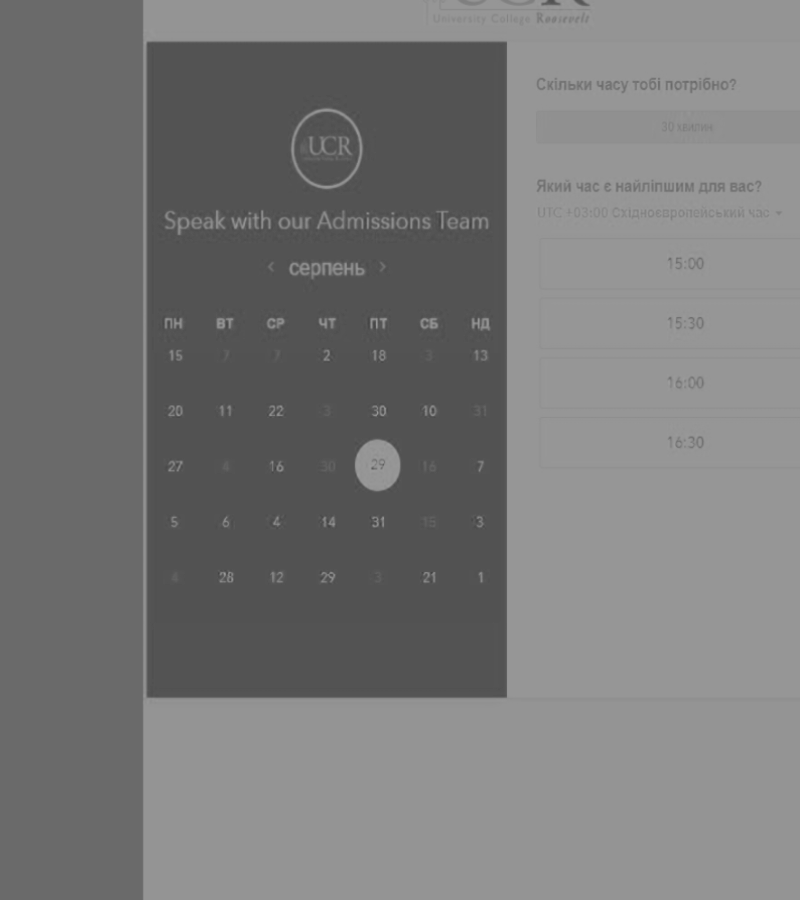 UCR
University College Roosevelt
UCR
Speak with our Admissions Team
< серпень >
ПН ВТ СР ЧТ ПТ СБ НД
15 7 7 2 18 3 13
20 11 22 3 30 10 31
27 4 16 30 29 16 7
5 6 4 14 31 15 3
4 28 12 29 3 21 1
Скільки часу тобі потрібно?
30 хвилин
Який час є найліпшим для вас?
UTC +03:00 Східноєвропейський час
15:00
15:30
16:00
16:30